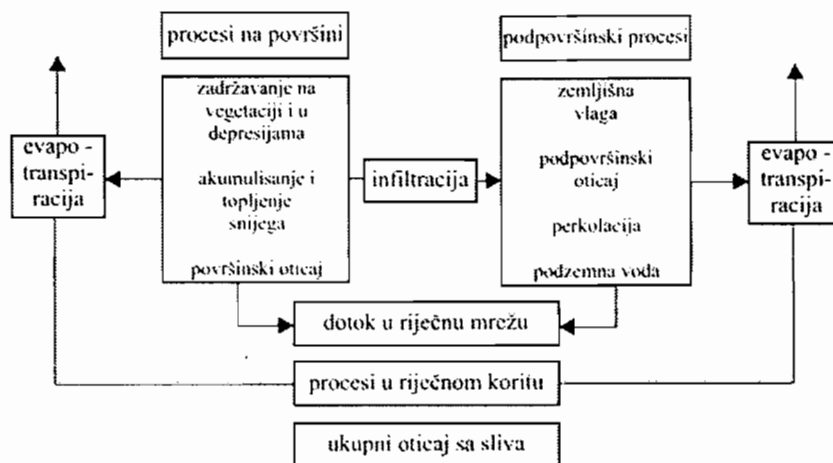 procesi na površini
podpovršinski procesi
zadržavanje na
vegetaciji i u
depresijama
akumulisanje i
topljenje
snijega
površinski oticaj
zemljišna
vlaga
podpovršinski
oticaj
perkolacija
podzemna voda
evapo -
transpi-
racija
infiltracija
evapo -
transpi-
racija
dotok u riječnu mrežu
procesi u riječnom koritu
ukupni oticaj sa sliva